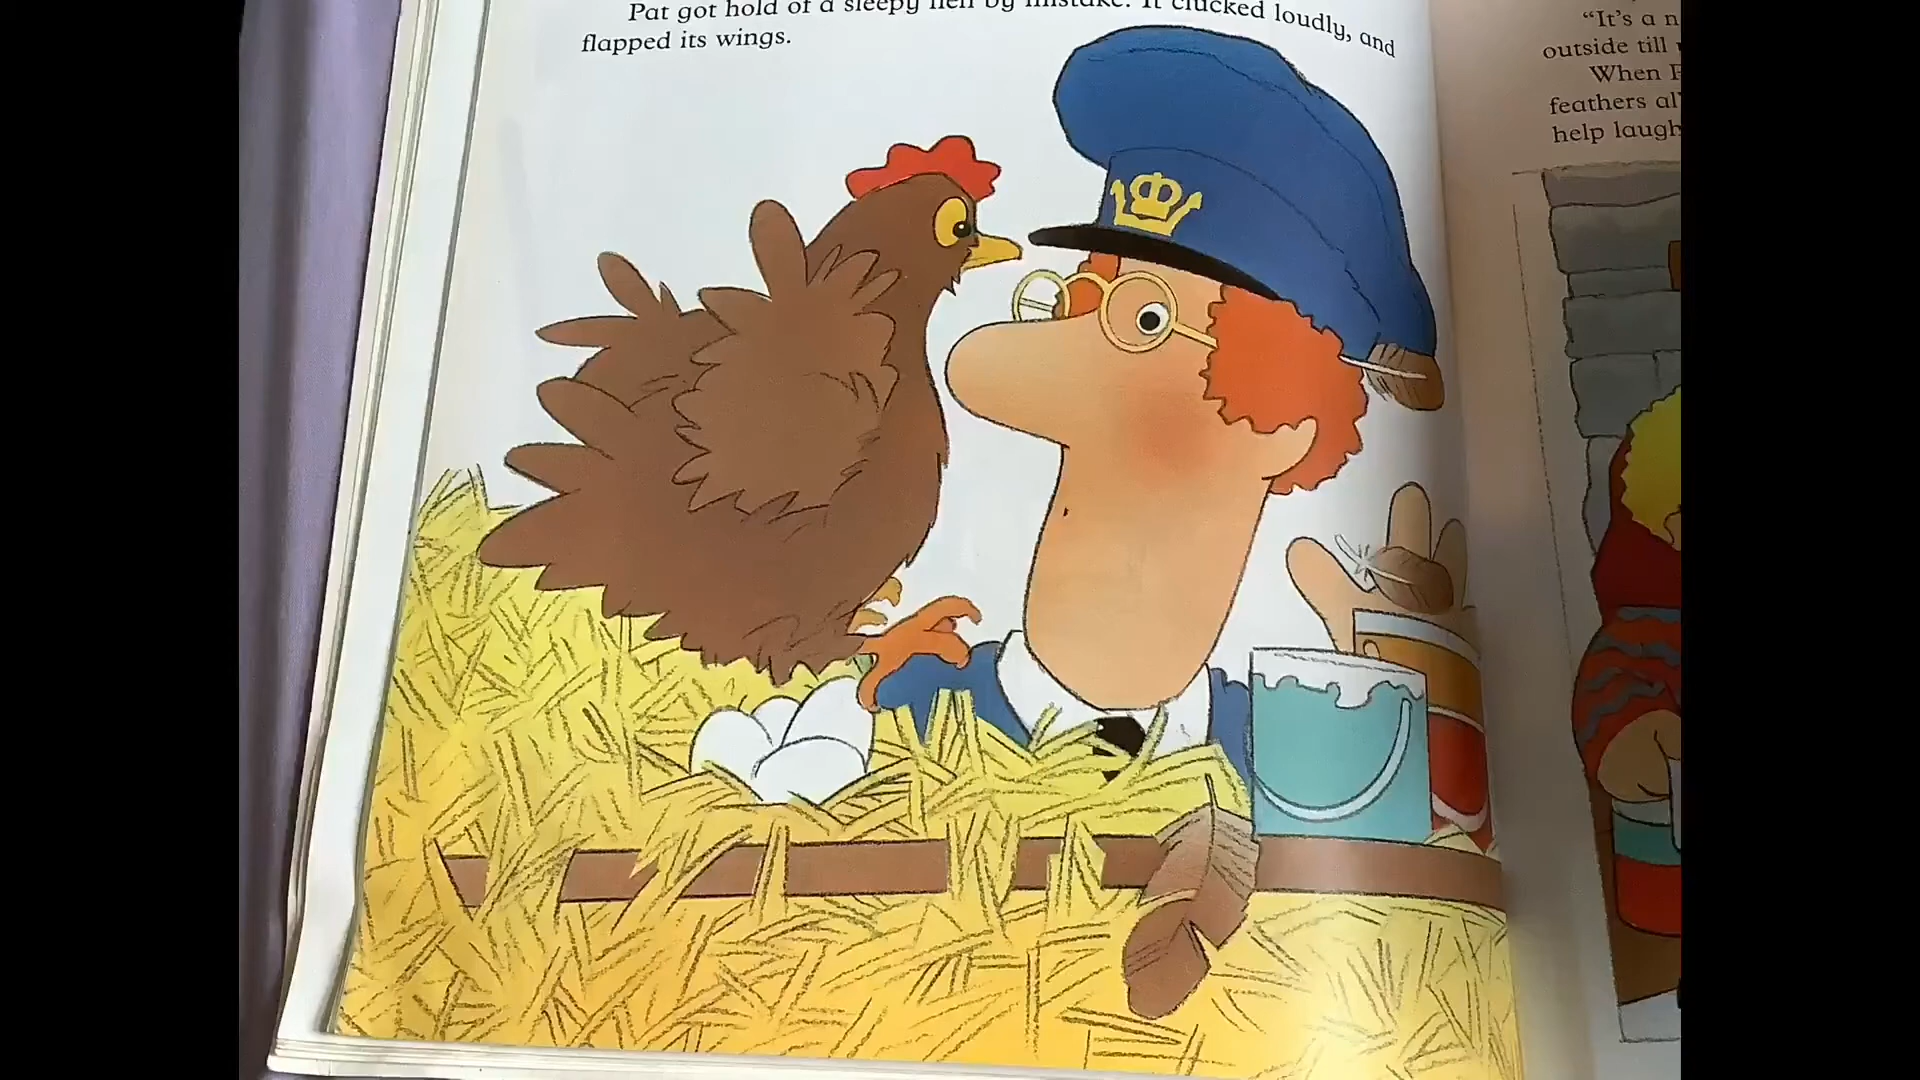 Pat got hold of a sleepy hen by mistake. It clucked loudly, and
flapped its wings.
"It's a n
outside till
When P
feathers al
help laugh